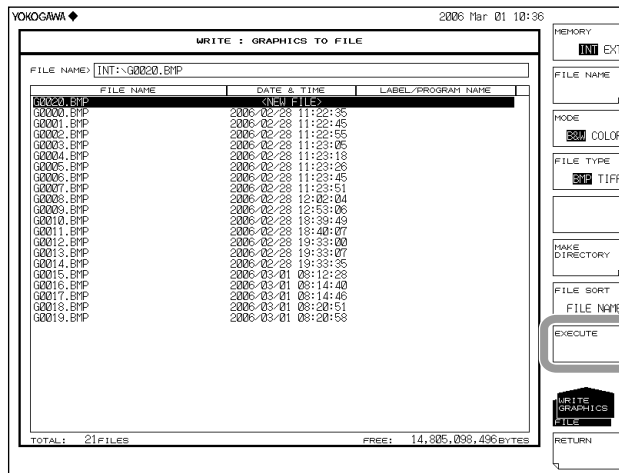 YOKOGAWA ◆ 2006 Mar 01 10:36
WRITE : GRAPHICS TO FILE
FILE NAME> INT:\G0020.BMP
FILE NAME DATE & TIME LABEL/PROGRAM NAME
G0020.BMP <NEW FILE>
G0000.BMP 2006/02/28 11:22:35
G0001.BMP 2006/02/28 11:22:45
G0002.BMP 2006/02/28 11:22:55
G0003.BMP 2006/02/28 11:23:05
G0004.BMP 2006/02/28 11:23:18
G0005.BMP 2006/02/28 11:23:26
G0006.BMP 2006/02/28 11:23:45
G0007.BMP 2006/02/28 11:23:51
G0008.BMP 2006/02/28 12:02:04
G0009.BMP 2006/02/28 12:53:06
G0010.BMP 2006/02/28 18:39:49
G0011.BMP 2006/02/28 18:40:07
G0012.BMP 2006/02/28 19:33:00
G0013.BMP 2006/02/28 19:33:07
G0014.BMP 2006/02/28 19:33:35
G0015.BMP 2006/03/01 08:12:28
G0016.BMP 2006/03/01 08:14:40
G0017.BMP 2006/03/01 08:14:46
G0018.BMP 2006/03/01 08:20:51
G0019.BMP 2006/03/01 08:20:58
TOTAL: 21FILES FREE: 14,805,098,496BYTES
MEMORY
INT EXT
FILE NAME
MODE
B&W COLOR
FILE TYPE
BMP TIFF
MAKE
DIRECTORY
FILE SORT
FILE NAME
EXECUTE
WRITE
GRAPHICS
FILE
RETURN